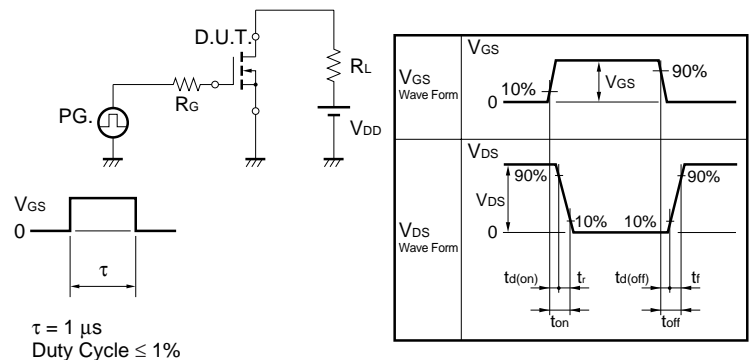 D.U.T.
RG
RL
PG.
VDD
VGS
0
τ
τ = 1 μs
Duty Cycle ≤ 1%
VGS
Wave Form
VGS
10%
0
VGS
90%
VDS
Wave Form
VDS
90%
VDS
0
10%
10%
90%
td(on)
tr
td(off)
tf
ton
toff